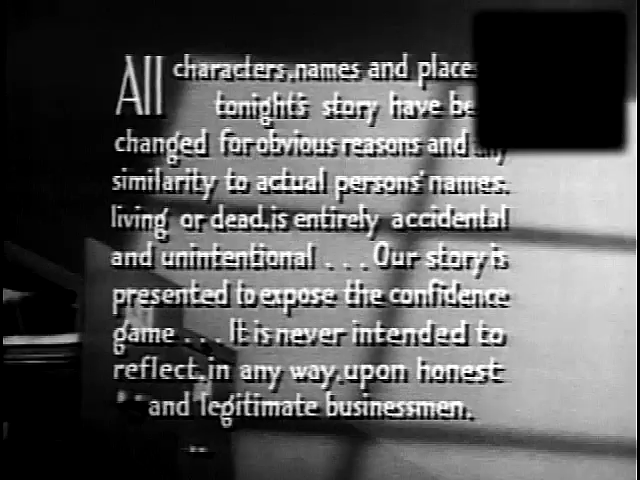 All characters, names and place
tonight's story have be
changed for obvious reasons and any
similarity to actual persons' names,
living or dead, is entirely accidental
and unintentional . . . Our story is
presented to expose the confidence
game . . . It is never intended to
reflect, in any way, upon honest
and legitimate businessmen.